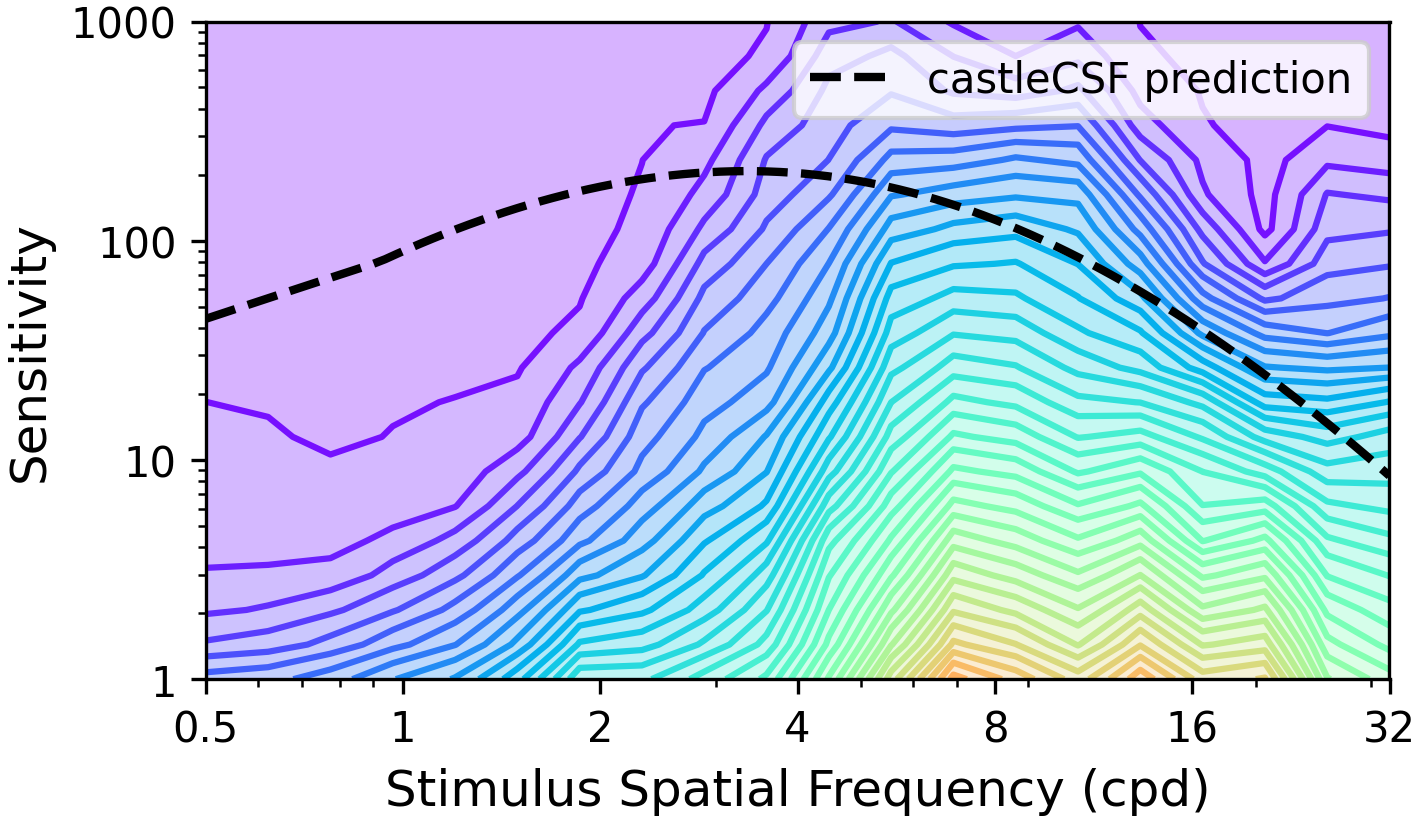 1000
100
10
1
Sensitivity
castleCSF prediction
0.5 1 2 4 8 16 32
Stimulus Spatial Frequency (cpd)